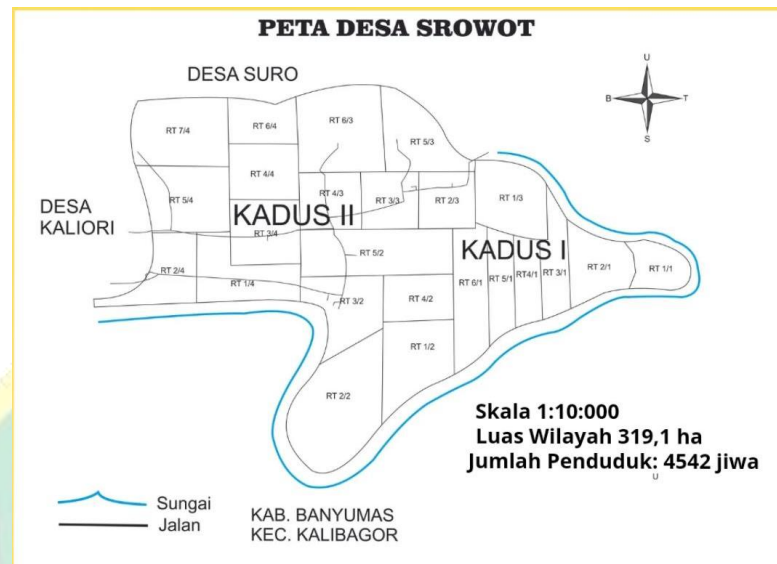 PETA DESA SROWOT
DESA SURO
U
B
T
S
RT 7/4
RT 6/4
RT 6/3
RT 5/3
RT 4/4
RT 5/4
RT 4/3
RT 3/3
RT 2/3
RT 1/3
DESA
KALIORI
KADUS II
RT 3/4
KADUS I
RT 5/2
RT 6/1
RT 5/1
RT4/1
RT 3/1
RT 2/1
RT 1/1
RT 2/4
RT 1/4
RT 3/2
RT 4/2
RT 1/2
RT 2/2
Skala 1:10:000
Luas Wilayah 319,1 ha
Jumlah Penduduk: 4542 jiwa
U
Sungai
Jalan
KAB. BANYUMAS
KEC. KALIBAGOR